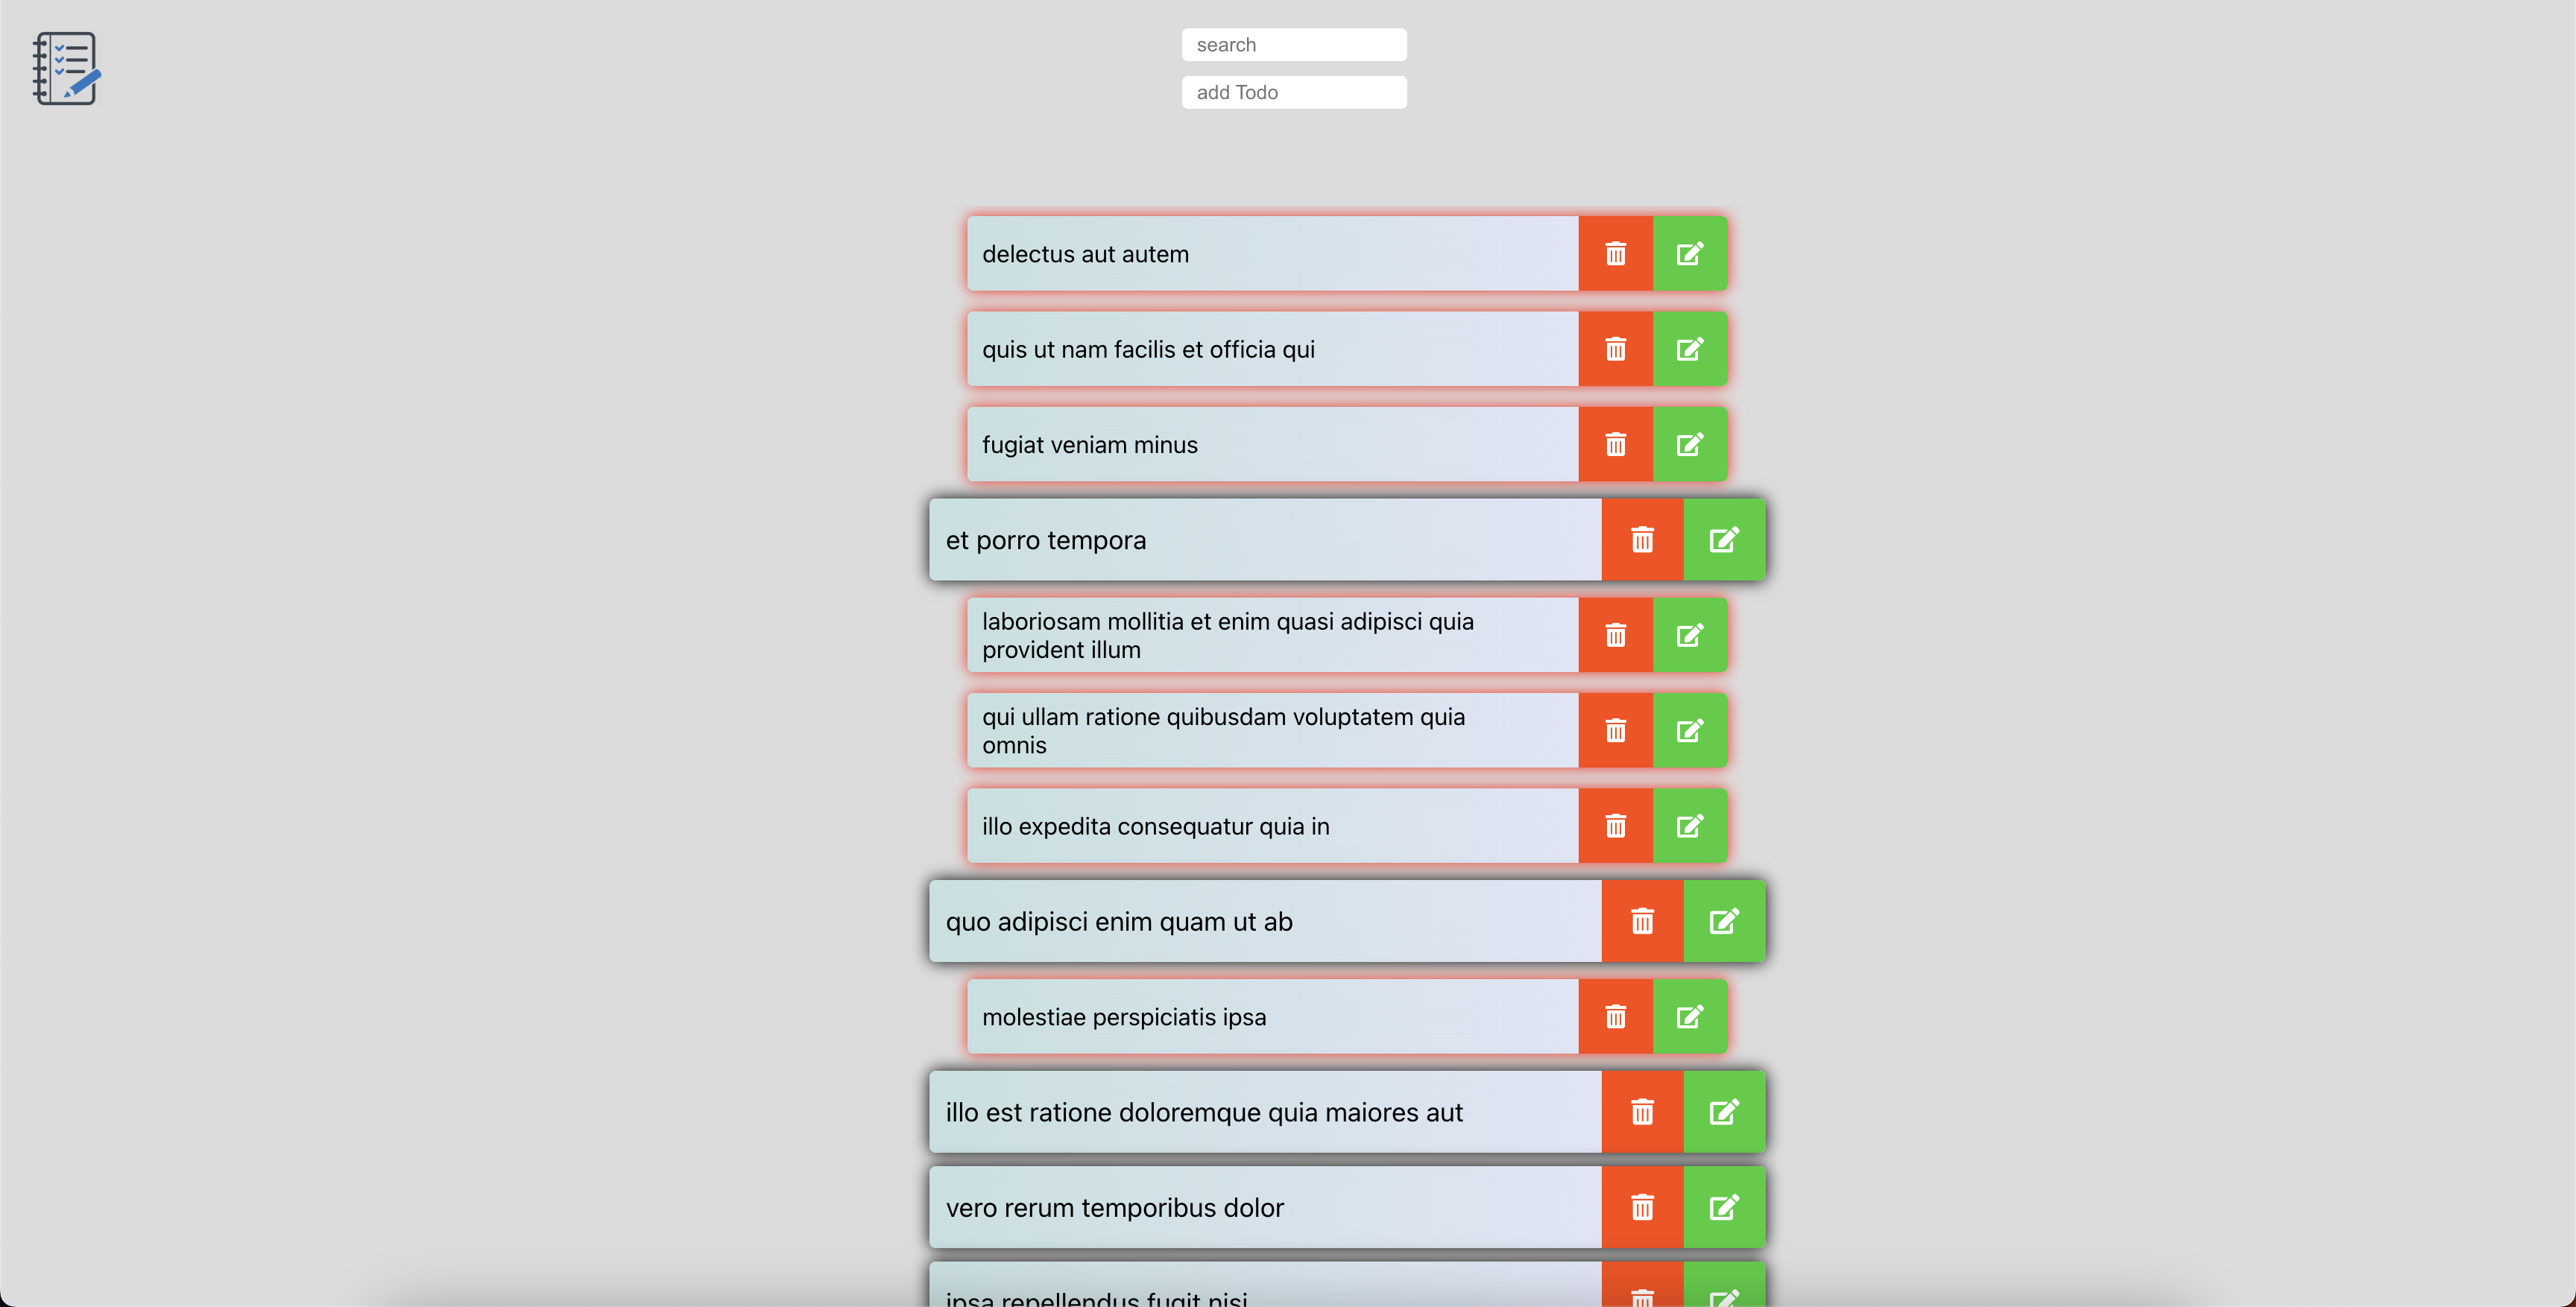 search
add Todo
delectus aut autem
quis ut nam facilis et officia qui
fugiat veniam minus
et porro tempora
laboriosam mollitia et enim quasi adipisci quia
provident illum
qui ullam ratione quibusdam voluptatem quia
omnis
illo expedita consequatur quia in
quo adipisci enim quam ut ab
molestiae perspiciatis ipsa
illo est ratione doloremque quia maiores aut
vero rerum temporibus dolor
ipsa repellendus fugit nisi